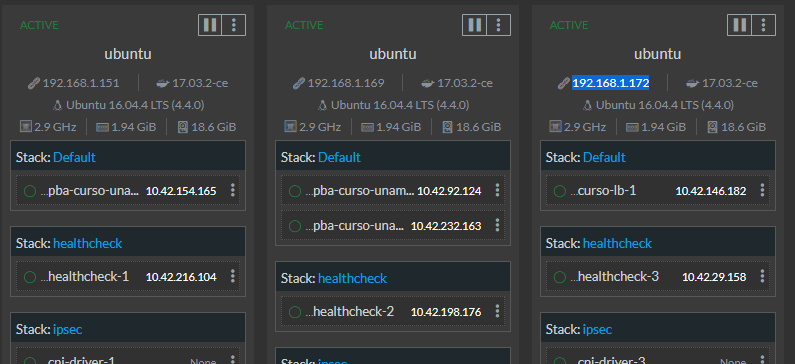 ACTIVE
ubuntu
192.168.1.151 17.03.2-ce
Ubuntu 16.04.4 LTS (4.4.0)
2.9 GHz 1.94 GiB 18.6 GiB
Stack: Default
...pba-curso-una... 10.42.154.165
Stack: healthcheck
...healthcheck-1 10.42.216.104
Stack: ipsec
...cni-driver-1 None
ACTIVE
ubuntu
192.168.1.169 17.03.2-ce
Ubuntu 16.04.4 LTS (4.4.0)
2.9 GHz 1.94 GiB 18.6 GiB
Stack: Default
...pba-curso-unam... 10.42.92.124
...pba-curso-una... 10.42.232.163
Stack: healthcheck
...healthcheck-2 10.42.198.176
Stack: ipsec
ACTIVE
ubuntu
192.168.1.172 17.03.2-ce
Ubuntu 16.04.4 LTS (4.4.0)
2.9 GHz 1.94 GiB 18.6 GiB
Stack: Default
...curso-lb-1 10.42.146.182
Stack: healthcheck
...healthcheck-3 10.42.29.158
Stack: ipsec
...cni-driver-3 None